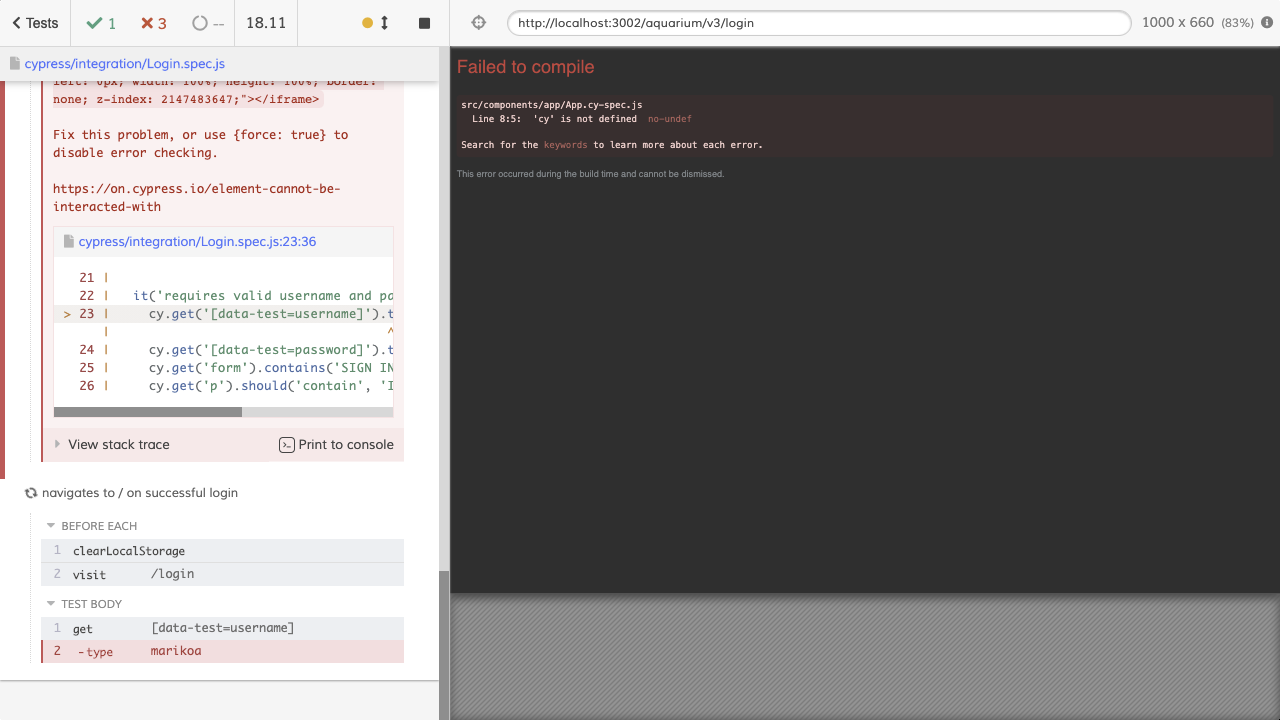 Tests
1
3
--
18.11
http://localhost:3002/aquarium/v3/login
1000 x 660 (83%)
cypress/integration/Login.spec.js
left: 0px; width: 100%; height: 100%; border:
none; z-index: 2147483647;"></iframe>
Fix this problem, or use {force: true} to
disable error checking.
https://on.cypress.io/element-cannot-be-
interacted-with
cypress/integration/Login.spec.js:23:36
21 |
22 |   it('requires valid username and pa
> 23 |     cy.get('[data-test=username]').t
|                                     ^
24 |     cy.get('[data-test=password]').t
25 |     cy.get('form').contains('SIGN IN
26 |     cy.get('p').should('contain', 'I
View stack trace
Print to console
navigates to / on successful login
BEFORE EACH
1 clearLocalStorage
2 visit /login
TEST BODY
1 get [data-test=username]
2 -type marikoa
Failed to compile
src/components/app/App.cy-spec.js
Line 8:5:  'cy' is not defined  no-undef
Search for the keywords to learn more about each error.
This error occurred during the build time and cannot be dismissed.